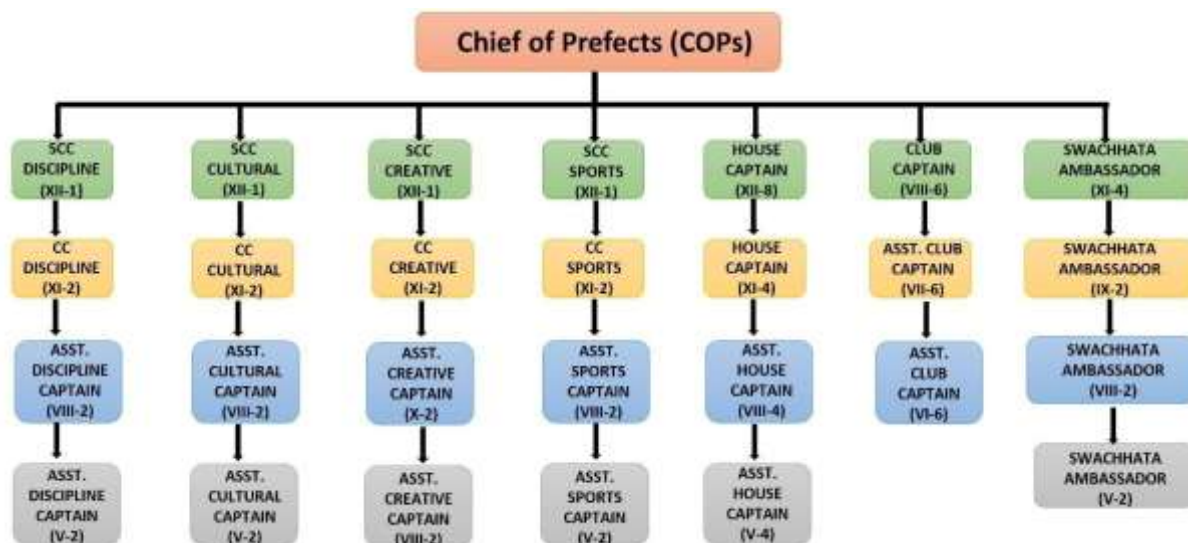 Chief of Prefects (COPs)
SCC
DISCIPLINE
(XII-1)
SCC
CULTURAL
(XII-1)
SCC
CREATIVE
(XII-1)
SCC
SPORTS
(XII-1)
HOUSE
CAPTAIN
(XII-8)
CLUB
CAPTAIN
(VIII-6)
SWACHHATA
AMBASSADOR
(XI-4)
CC
DISCIPLINE
(XI-2)
CC
CULTURAL
(XI-2)
CC
CREATIVE
(XI-2)
CC
SPORTS
(XI-2)
HOUSE
CAPTAIN
(XI-4)
ASST. CLUB
CAPTAIN
(VII-6)
SWACHHATA
AMBASSADOR
(IX-2)
ASST.
DISCIPLINE
CAPTAIN
(VIII-2)
ASST.
CULTURAL
CAPTAIN
(VIII-2)
ASST.
CREATIVE
CAPTAIN
(X-2)
ASST.
SPORTS
CAPTAIN
(VIII-2)
ASST.
HOUSE
CAPTAIN
(VIII-4)
ASST.
CLUB
CAPTAIN
(VI-6)
SWACHHATA
AMBASSADOR
(VIII-2)
ASST.
DISCIPLINE
CAPTAIN
(V-2)
ASST.
CULTURAL
CAPTAIN
(V-2)
ASST.
CREATIVE
CAPTAIN
(VIII-2)
ASST.
SPORTS
CAPTAIN
(V-2)
ASST.
HOUSE
CAPTAIN
(V-4)
SWACHHATA
AMBASSADOR
(V-2)